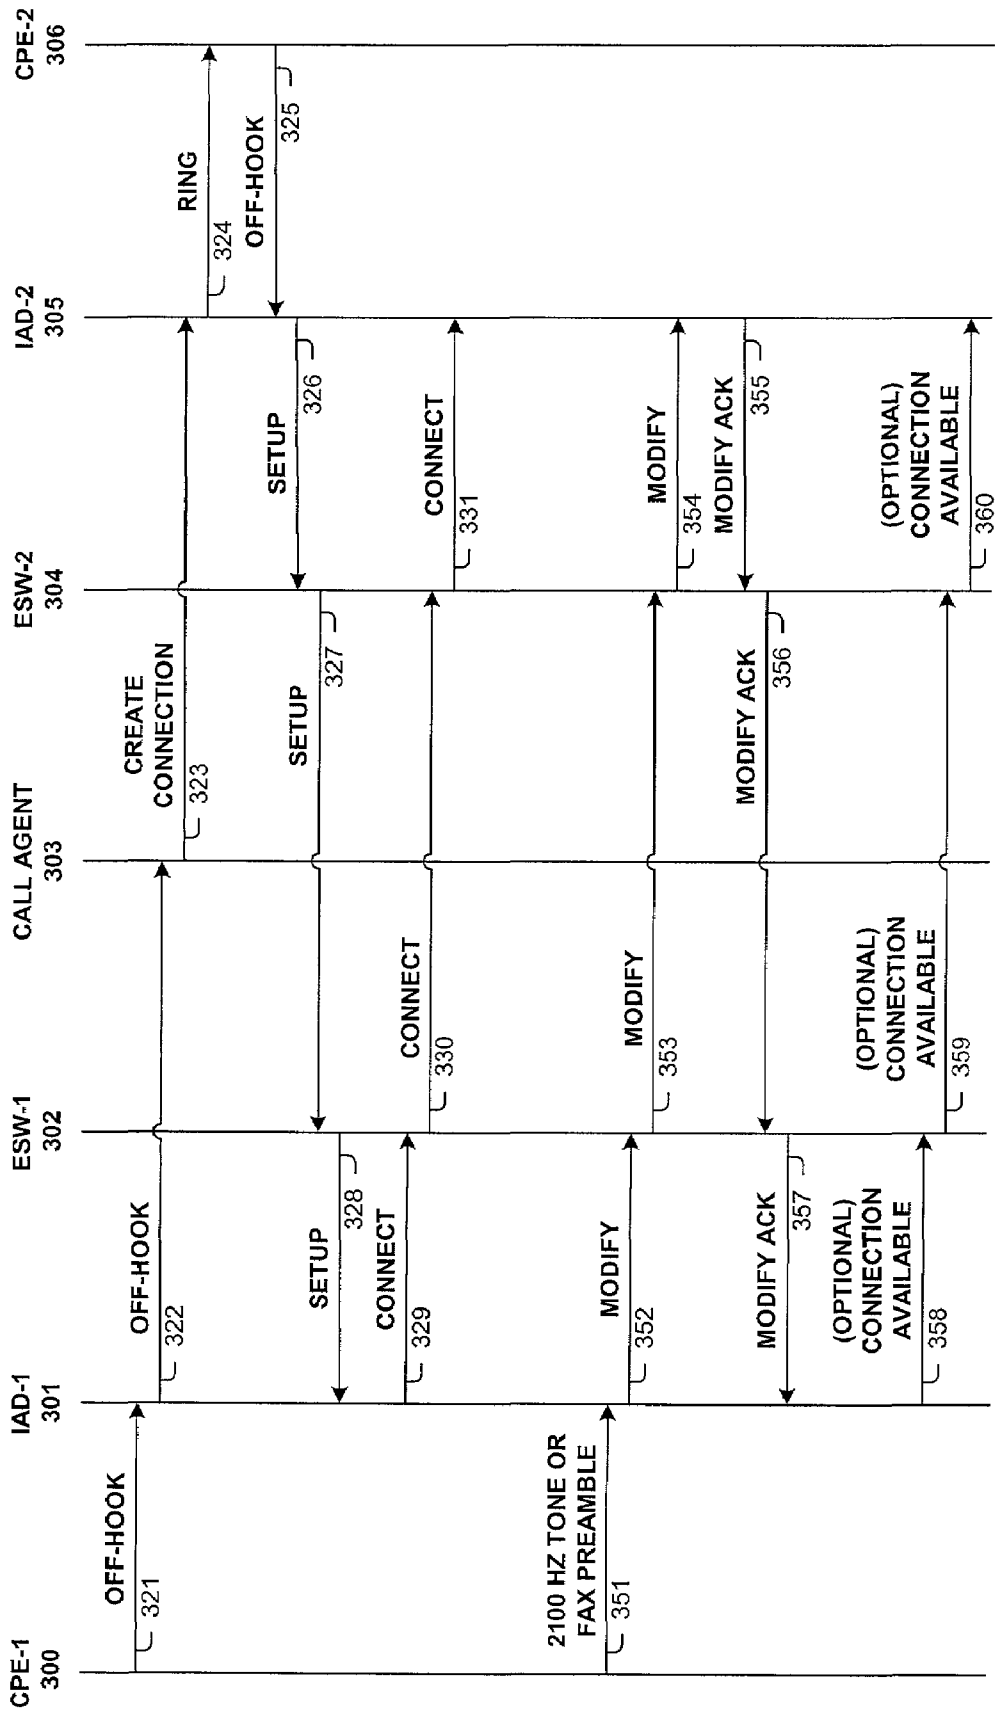 CPE-1
300
IAD-1
301
ESW-1
302
CALL AGENT
303
ESW-2
304
IAD-2
305
CPE-2
306
OFF-HOOK
321
OFF-HOOK
322
CREATE
CONNECTION
323
RING
324
OFF-HOOK
325
SETUP
326
SETUP
327
SETUP
328
CONNECT
329
CONNECT
330
CONNECT
331
2100 HZ TONE OR
FAX PREAMBLE
351
MODIFY
352
MODIFY
353
MODIFY
354
MODIFY ACK
355
MODIFY ACK
356
MODIFY ACK
357
(OPTIONAL)
CONNECTION
AVAILABLE
358
(OPTIONAL)
CONNECTION
AVAILABLE
359
(OPTIONAL)
CONNECTION
AVAILABLE
360